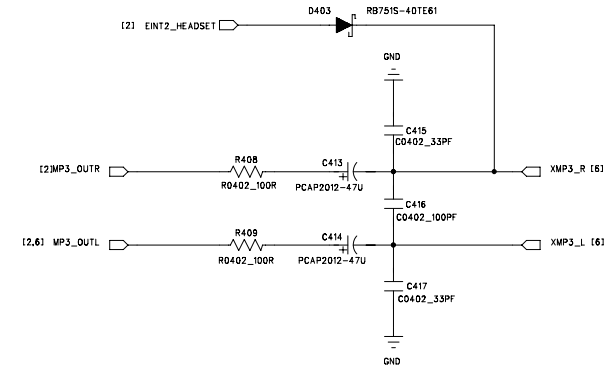 D403 RB751S-40TE61
[2] EINT2_HEADSET
GND
C415
C0402_33PF
R408 C413
[2]MP3_OUTR XMP3_R [6]
R0402_100R PCAP2012-47U
C416
C0402_100PF
R409 C414
[2,6] MP3_OUTL XMP3_L [6]
R0402_100R PCAP2012-47U
C417
C0402_33PF
GND